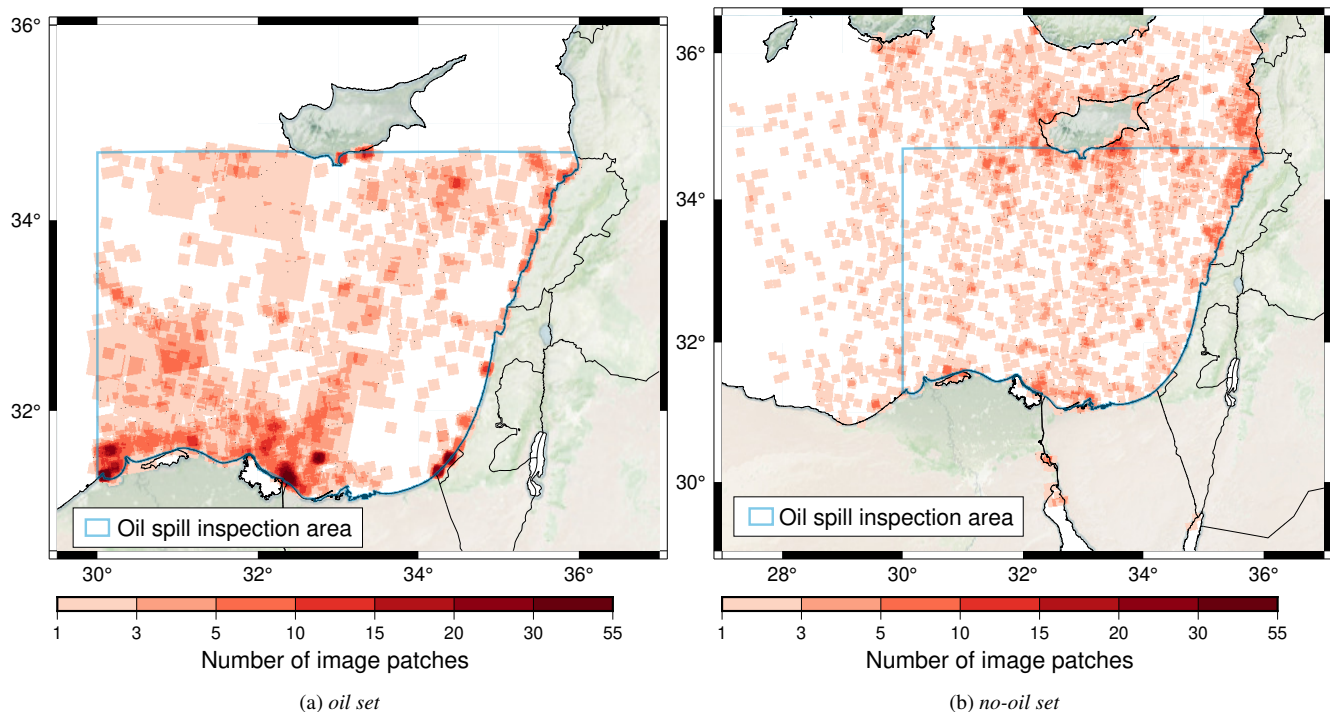 36°
34°
32°
Oil spill inspection area
30° 32° 34° 36°
1 3 5 10 15 20 30 55
Number of image patches
(a) oil set
36°
34°
32°
30°
Oil spill inspection area
28° 30° 32° 34° 36°
1 3 5 10 15 20 30 55
Number of image patches
(b) no-oil set